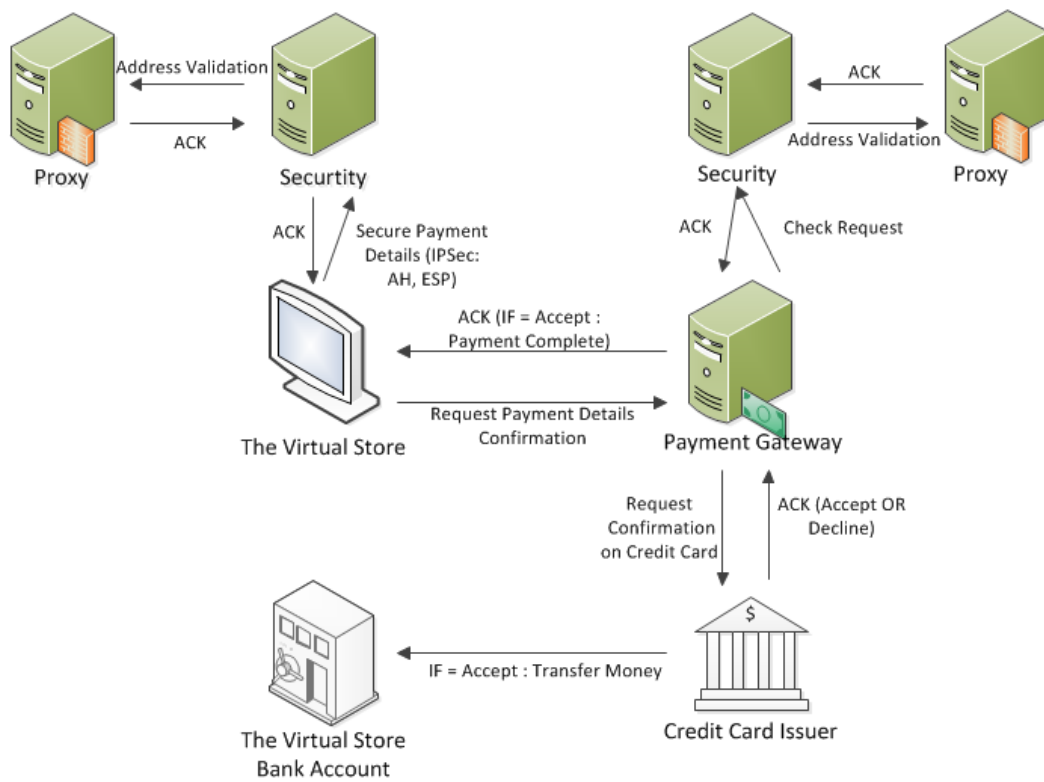 Address Validation
ACK
Proxy
Securtity
ACK
Address Validation
Security
Proxy
ACK
Secure Payment
Details (IPSec:
AH, ESP)
ACK
Check Request
ACK (IF = Accept :
Payment Complete)
Request Payment Details
Confirmation
The Virtual Store
Payment Gateway
Request
Confirmation
on Credit Card
ACK (Accept OR
Decline)
$
IF = Accept : Transfer Money
The Virtual Store
Bank Account
Credit Card Issuer